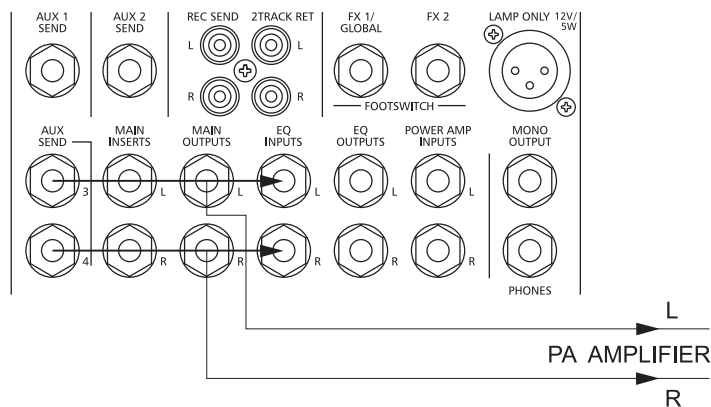 AUX 1 SEND
AUX 2 SEND
REC SEND
2TRACK RET
FX 1/ GLOBAL
FX 2
LAMP ONLY
12V/ 5W
L
L
R
R
FOOTSWITCH
AUX SEND
MAIN INSERTS
MAIN OUTPUTS
EQ INPUTS
EQ OUTPUTS
POWER AMP INPUTS
MONO OUTPUT
3
L
L
L
L
L
4
R
R
R
R
R
PHONES
L
PA AMPLIFIER
R